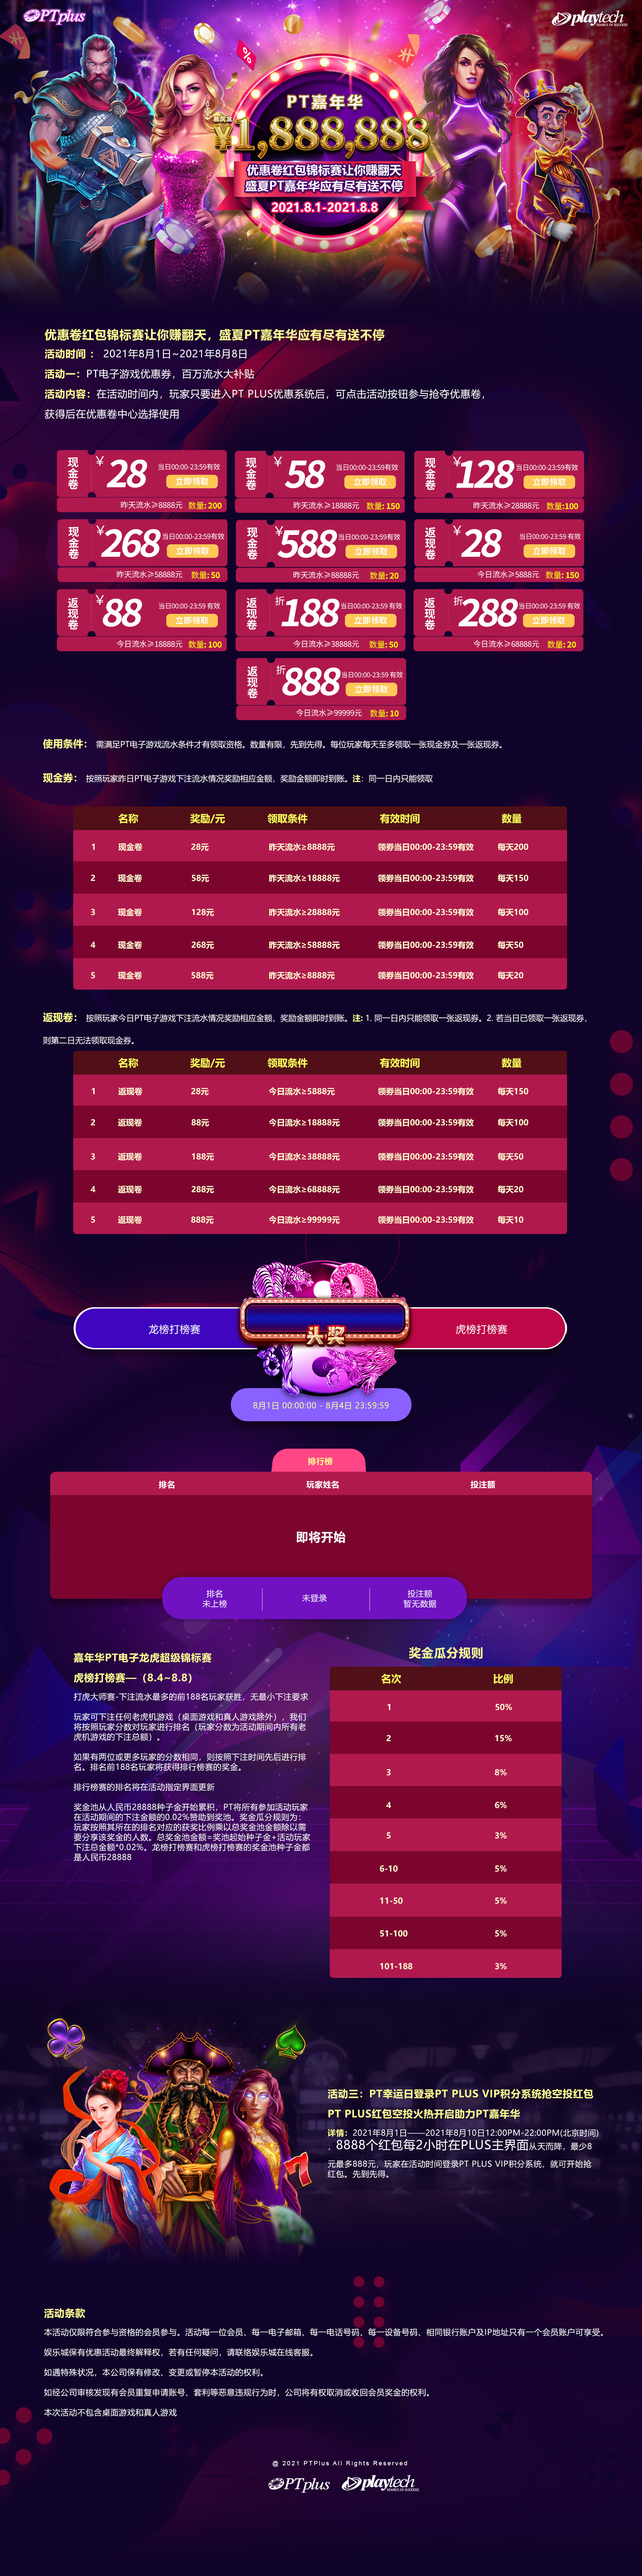 PTplus
playtech
SOURCE OF SUCCESS
PT嘉年华
总奖金
¥1,888,888
优惠卷红包锦标赛让你赚翻天
盛夏PT嘉年华应有尽有送不停
2021.8.1-2021.8.8
优惠卷红包锦标赛让你赚翻天，盛夏PT嘉年华应有尽有送不停
活动时间 ： 2021年8月1日~2021年8月8日
活动一：PT电子游戏优惠券，百万流水大补贴
活动内容：在活动时间内，玩家只要进入PT PLUS优惠系统后，可点击活动按钮参与抢夺优惠卷，
获得后在优惠卷中心选择使用
现金卷 ¥28 当日00:00-23:59有效 立即领取
昨天流水≥8888元 数量: 200
现金卷 ¥58 当日00:00-23:59有效 立即领取
昨天流水≥18888元 数量: 150
现金卷 ¥128 当日00:00-23:59有效 立即领取
昨天流水≥28888元 数量:100
现金卷 ¥268 当日00:00-23:59有效 立即领取
昨天流水≥58888元 数量: 50
现金卷 ¥588 当日00:00-23:59有效 立即领取
昨天流水≥88888元 数量: 20
返现卷 ¥28 当日00:00-23:59 有效 立即领取
今日流水≥5888元 数量: 150
返现卷 ¥88 当日00:00-23:59 有效 立即领取
今日流水≥18888元 数量: 100
返现卷 折188 当日00:00-23:59 有效 立即领取
今日流水≥38888元 数量: 50
返现卷 折288 当日00:00-23:59 有效 立即领取
今日流水≥68888元 数量: 20
返现卷 折888 当日00:00-23:59 有效 立即领取
今日流水≥99999元 数量: 10
使用条件： 需满足PT电子游戏流水条件才有领取资格。数量有限，先到先得。每位玩家每天至多领取一张现金券及一张返现券。
现金券： 按照玩家昨日PT电子游戏下注流水情况奖励相应金额，奖励金额即时到账。注：同一日内只能领取
名称 奖励/元 领取条件 有效时间 数量
1 现金卷 28元 昨天流水≥8888元 领券当日00:00-23:59有效 每天200
2 现金卷 58元 昨天流水≥18888元 领券当日00:00-23:59有效 每天150
3 现金卷 128元 昨天流水≥28888元 领券当日00:00-23:59有效 每天100
4 现金卷 268元 昨天流水≥58888元 领券当日00:00-23:59有效 每天50
5 现金卷 588元 昨天流水≥8888元 领券当日00:00-23:59有效 每天20
返现卷： 按照玩家今日PT电子游戏下注流水情况奖励相应金额，奖励金额即时到账。注: 1. 同一日内只能领取一张返现券。2. 若当日已领取一张返现券，
则第二日无法领取现金券。
名称 奖励/元 领取条件 有效时间 数量
1 返现卷 28元 今日流水≥5888元 领劵当日00:00-23:59有效 每天150
2 返现卷 88元 今日流水≥18888元 领劵当日00:00-23:59有效 每天100
3 返现卷 188元 今日流水≥38888元 领劵当日00:00-23:59有效 每天50
4 返现卷 288元 今日流水≥68888元 领劵当日00:00-23:59有效 每天20
5 返现卷 888元 今日流水≥99999元 领劵当日00:00-23:59有效 每天10
龙榜打榜赛
头奖
虎榜打榜赛
8月1日 00:00:00 - 8月4日 23:59:59
排行榜
排名 玩家姓名 投注额
即将开始
排名 未登录 投注额
未上榜 暂无数据
嘉年华PT电子龙虎超级锦标赛
虎榜打榜赛—（8.4~8.8）
打虎大师赛-下注流水最多的前188名玩家获胜，无最小下注要求
玩家可下注任何老虎机游戏（桌面游戏和真人游戏除外），我们
将按照玩家分数对玩家进行排名（玩家分数为活动期间内所有老
虎机游戏的下注总额）。
如果有两位或更多玩家的分数相同，则按照下注时间先后进行排
名。排名前188名玩家将获得排行榜赛的奖金。
排行榜赛的排名将在活动指定界面更新
奖金池从人民币28888种子金开始累积，PT将所有参加活动玩家
在活动期间的下注金额的0.02%赞助到奖池。奖金瓜分规则为：
玩家按照其所在的排名对应的获奖比例乘以总奖金池金额除以需
要分享该奖金的人数。总奖金池金额=奖池起始种子金+活动玩家
下注总金额*0.02%。龙榜打榜赛和虎榜打榜赛的奖金池种子金都
是人民币28888
奖金瓜分规则
名次 比例
1 50%
2 15%
3 8%
4 6%
5 3%
6-10 5%
11-50 5%
51-100 5%
101-188 3%
活动三：PT幸运日登录PT PLUS VIP积分系统抢空投红包
PT PLUS红包空投火热开启助力PT嘉年华
详情：2021年8月1日——2021年8月10日12:00PM-22:00PM(北京时间)
，8888个红包每2小时在PLUS主界面从天而降，最少8
元最多888元，玩家在活动时间登录PT PLUS VIP积分系统，就可开始抢
红包。先到先得。
活动条款
本活动仅限符合参与资格的会员参与。活动每一位会员、每一电子邮箱、每一电话号码、每一设备号码、相同银行账户及IP地址只有一个会员账户可享受。
娱乐城保有优惠活动最终解释权，若有任何疑问，请联络娱乐城在线客服。
如遇特殊状况，本公司保有修改、变更或暂停本活动的权利。
如经公司审核发现有会员重复申请账号、套利等恶意违规行为时，公司将有权取消或收回会员奖金的权利。
本次活动不包含桌面游戏和真人游戏
@ 2021 PTPlus All Rights Reserved
PTplus
playtech
SOURCE OF SUCCESS